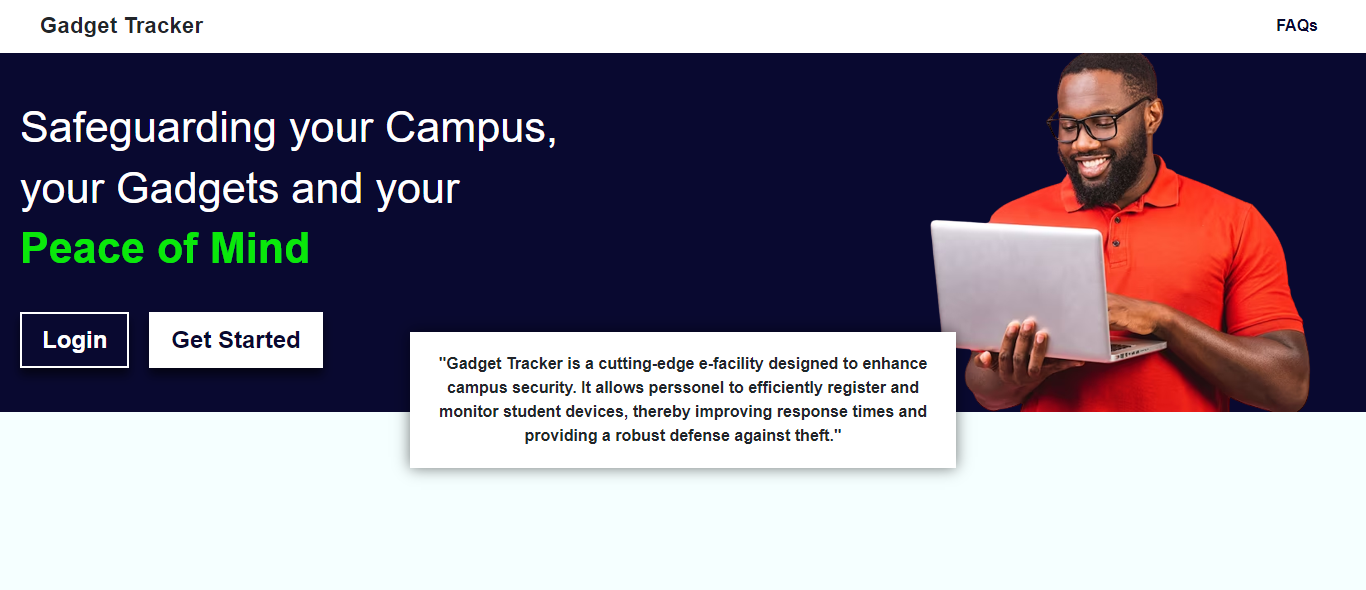 Gadget Tracker
FAQs
Safeguarding your Campus,
your Gadgets and your
Peace of Mind
Login
Get Started
"Gadget Tracker is a cutting-edge e-facility designed to enhance
campus security. It allows perssonel to efficiently register and
monitor student devices, thereby improving response times and
providing a robust defense against theft."